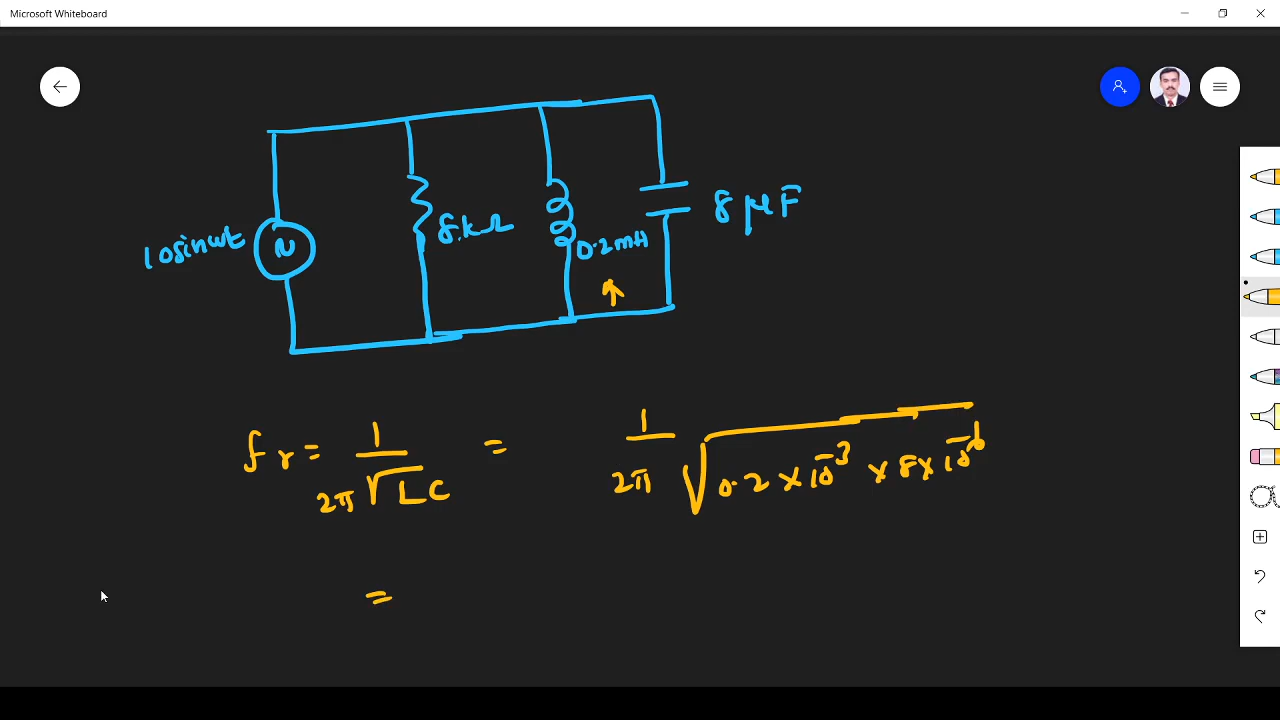 Microsoft Whiteboard
10sinωt
8kΩ
0.2mH
8μF
fr = 1/2π√LC = 1/2π√0.2×10⁻³×8×10⁻⁶
=